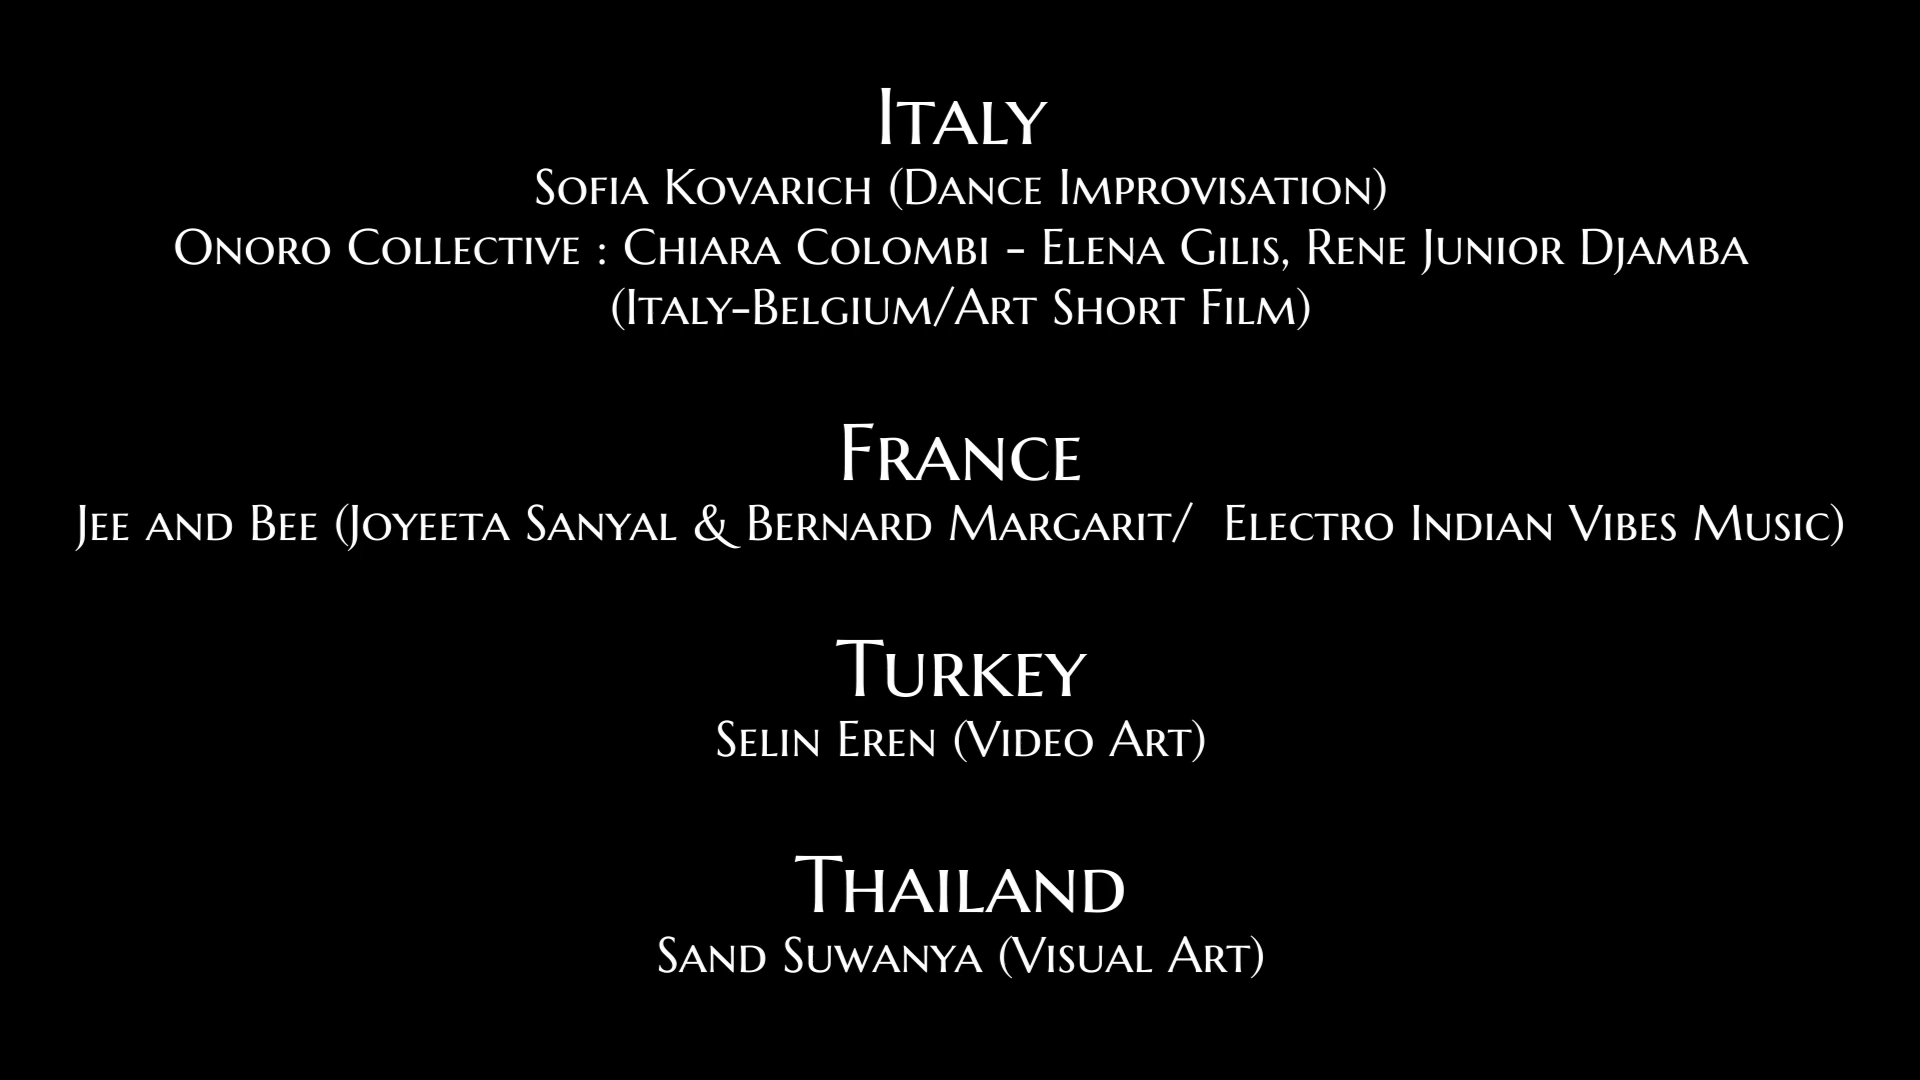 Italy
Sofia Kovarich (Dance Improvisation)
Onoro Collective : Chiara Colombi - Elena Gilis, Rene Junior Djamba
(Italy-Belgium/Art Short Film)
France
Jee and Bee (Joyeeta Sanyal & Bernard Margarit/ Electro Indian Vibes Music)
Turkey
Selin Eren (Video Art)
Thailand
Sand Suwanya (Visual Art)